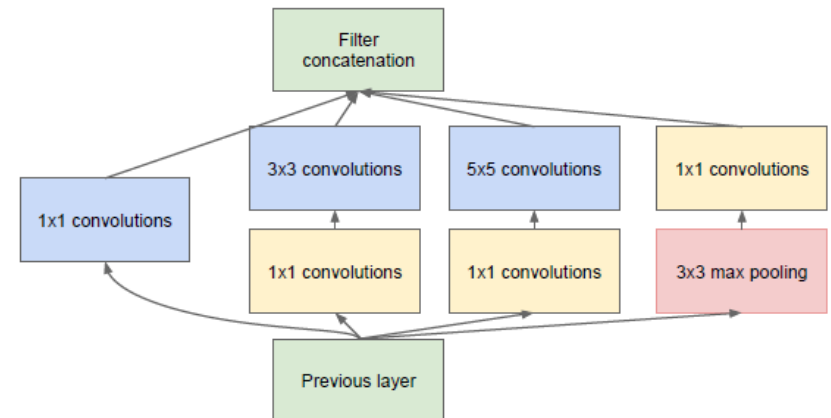 Filter
concatenation
3x3 convolutions
5x5 convolutions
1x1 convolutions
1x1 convolutions
1x1 convolutions
1x1 convolutions
3x3 max pooling
Previous layer